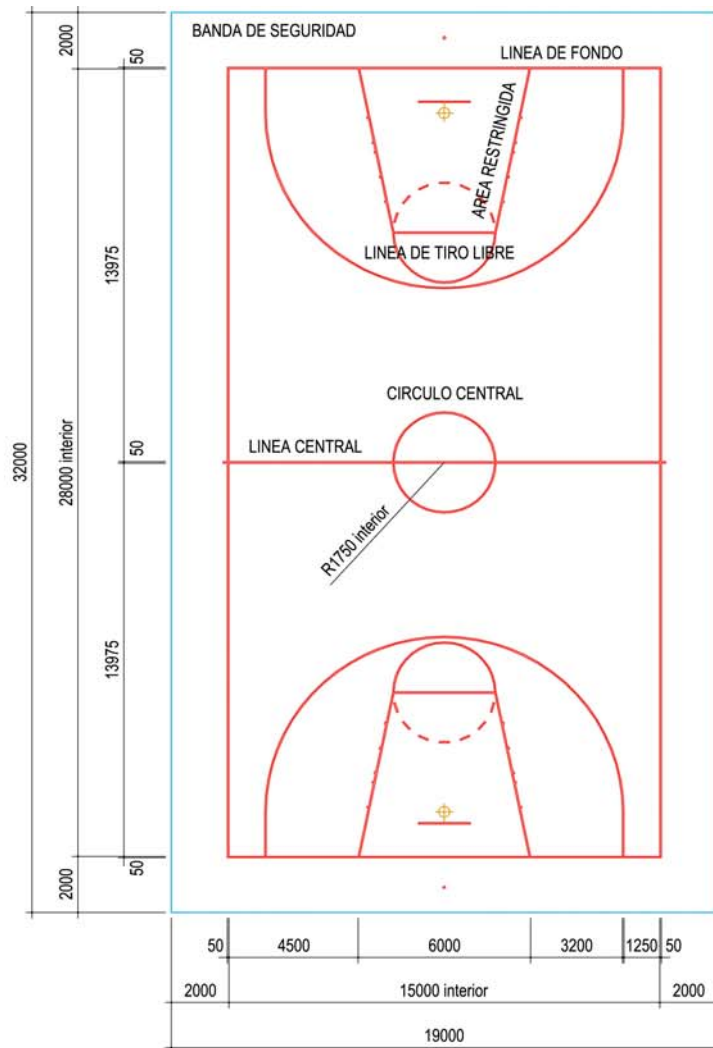 BANDA DE SEGURIDAD
LINEA DE FONDO
AREA RESTRINGIDA
LINEA DE TIRO LIBRE
CIRCULO CENTRAL
LINEA CENTRAL
R1750 interior
2000
50
13975
50
13975
50
2000
28000 interior
32000
50
4500
6000
3200
1250
50
2000
15000 interior
2000
19000